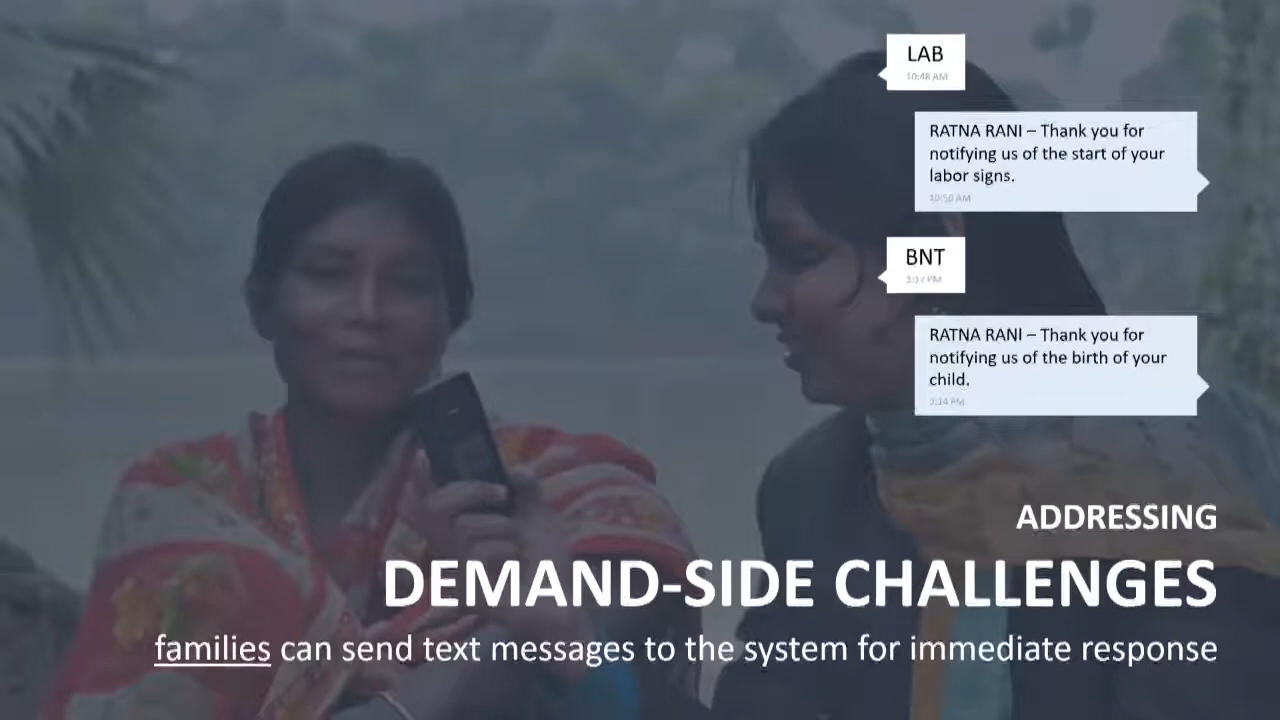 LAB
10:48 AM
RATNA RANI – Thank you for
notifying us of the start of your
labor signs.
10:50 AM
BNT
RATNA RANI – Thank you for
notifying us of the birth of your
child.
ADDRESSING
DEMAND-SIDE CHALLENGES
families can send text messages to the system for immediate response